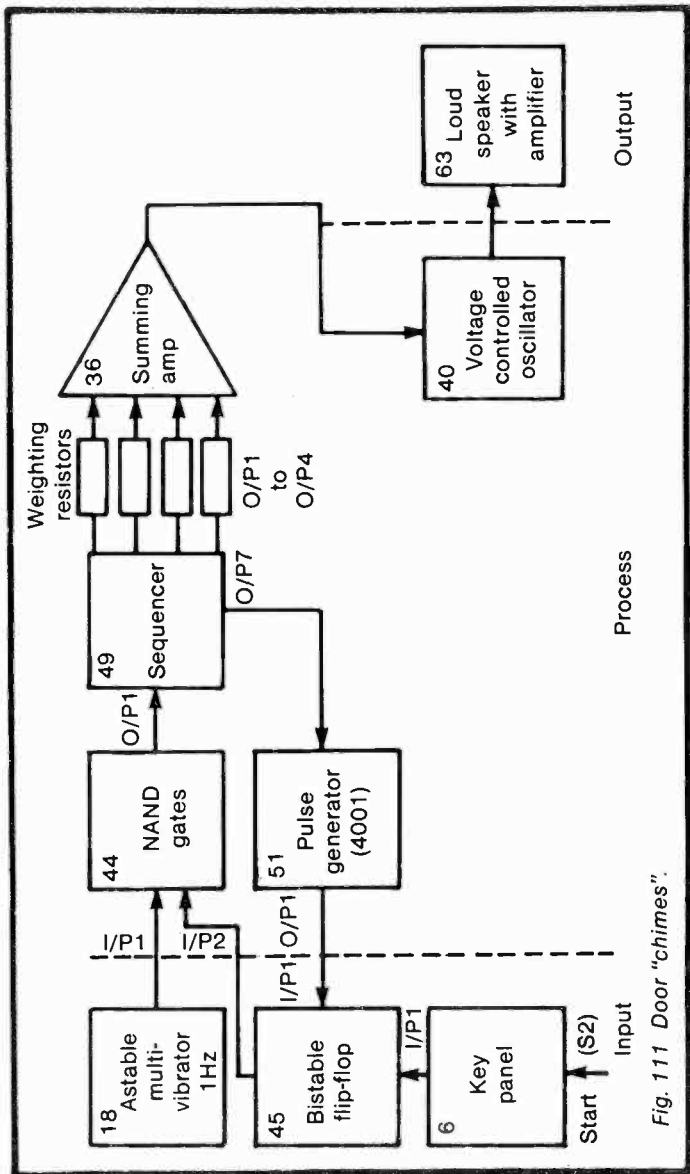 18
Astable
multi-
vibrator
1Hz
I/P1
44
NAND
gates
O/P1
49
Sequencer
Weighting
resistors
O/P1
to
O/P4
36
Summing
amp
O/P7
I/P2
45
Bistable
flip-flop
I/P1
O/P1
51
Pulse
generator
(4001)
I/P1
6
Key
panel
Start
(S2)
40
Voltage
controlled
oscillator
63 Loud
speaker
with
amplifier
Input
Process
Output
Fig. 111 Door "chimes".